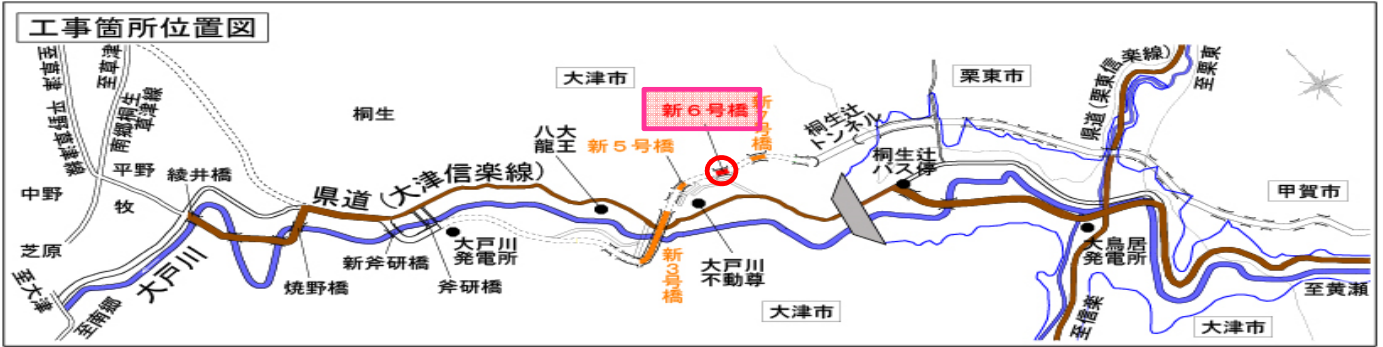 工事箇所位置図
至草津
平野草津線
至草津
南郷桐生
草津線
桐生
大津市
栗東市
新6号橋
新7号橋
桐生辻
トンネル
県道(栗東信楽線)
至栗東
八大
龍王
新5号橋
桐生辻
バス停
中野
平野
綾井橋
県道(大津信楽線)
甲賀市
牧
芝原
大戸川
焼野橋
新斧研橋
斧研橋
大戸川
発電所
新3号橋
大戸川
不動尊
大鳥居
発電所
至大津
至南郷
大津市
至信楽
大津市
至黄瀬